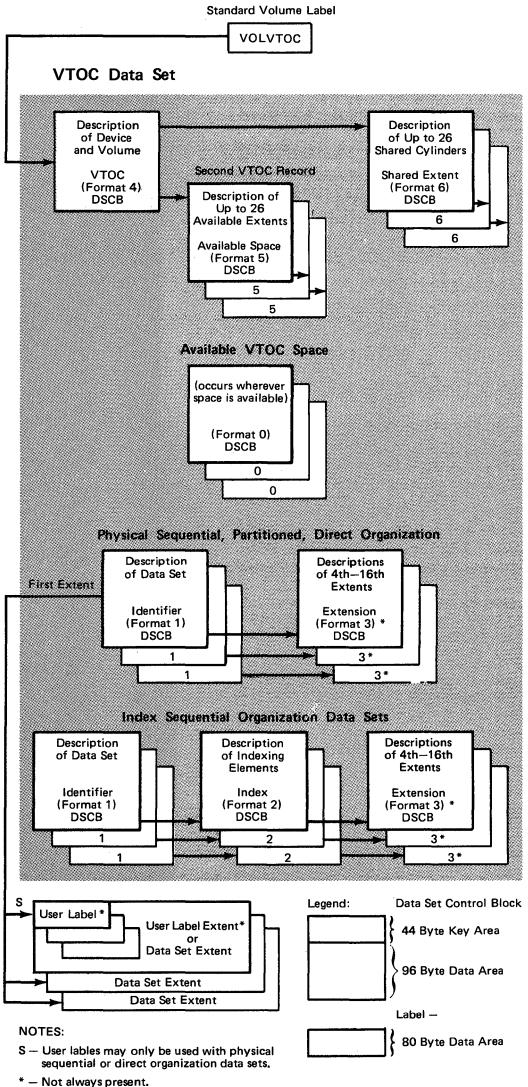 Standard Volume Label
VOLVTOC
VTOC Data Set
Description
of Device
and Volume
VTOC
(Format 4)
DSCB
Description
of Up to 26
Shared Cylinders
Shared Extent
(Format 6)
DSCB
6
6
Second VTOC Record
Description of
Up to 26
Available Extents
Available Space
(Format 5)
DSCB
5
5
Available VTOC Space
(occurs wherever
space is available)
(Format 0)
DSCB
0
0
Physical Sequential, Partitioned, Direct Organization
First Extent
Description
of Data Set
Identifier
(Format 1)
DSCB
1
1
Descriptions
of 4th—16th
Extents
Extension
(Format 3) *
DSCB
3*
3*
Index Sequential Organization Data Sets
Description
of Data Set
Identifier
(Format 1)
DSCB
1
1
Description
of Indexing
Elements
Index
(Format 2)
DSCB
2
2
Descriptions
of 4th—16th
Extents
Extension
(Format 3) *
DSCB
3*
3*
S
User Label *
User Label Extent*
or
Data Set Extent
Data Set Extent
Data Set Extent
Legend:
Data Set Control Block
44 Byte Key Area
96 Byte Data Area
Label —
80 Byte Data Area
NOTES:
S — User lables may only be used with physical
sequential or direct organization data sets.
* — Not always present.